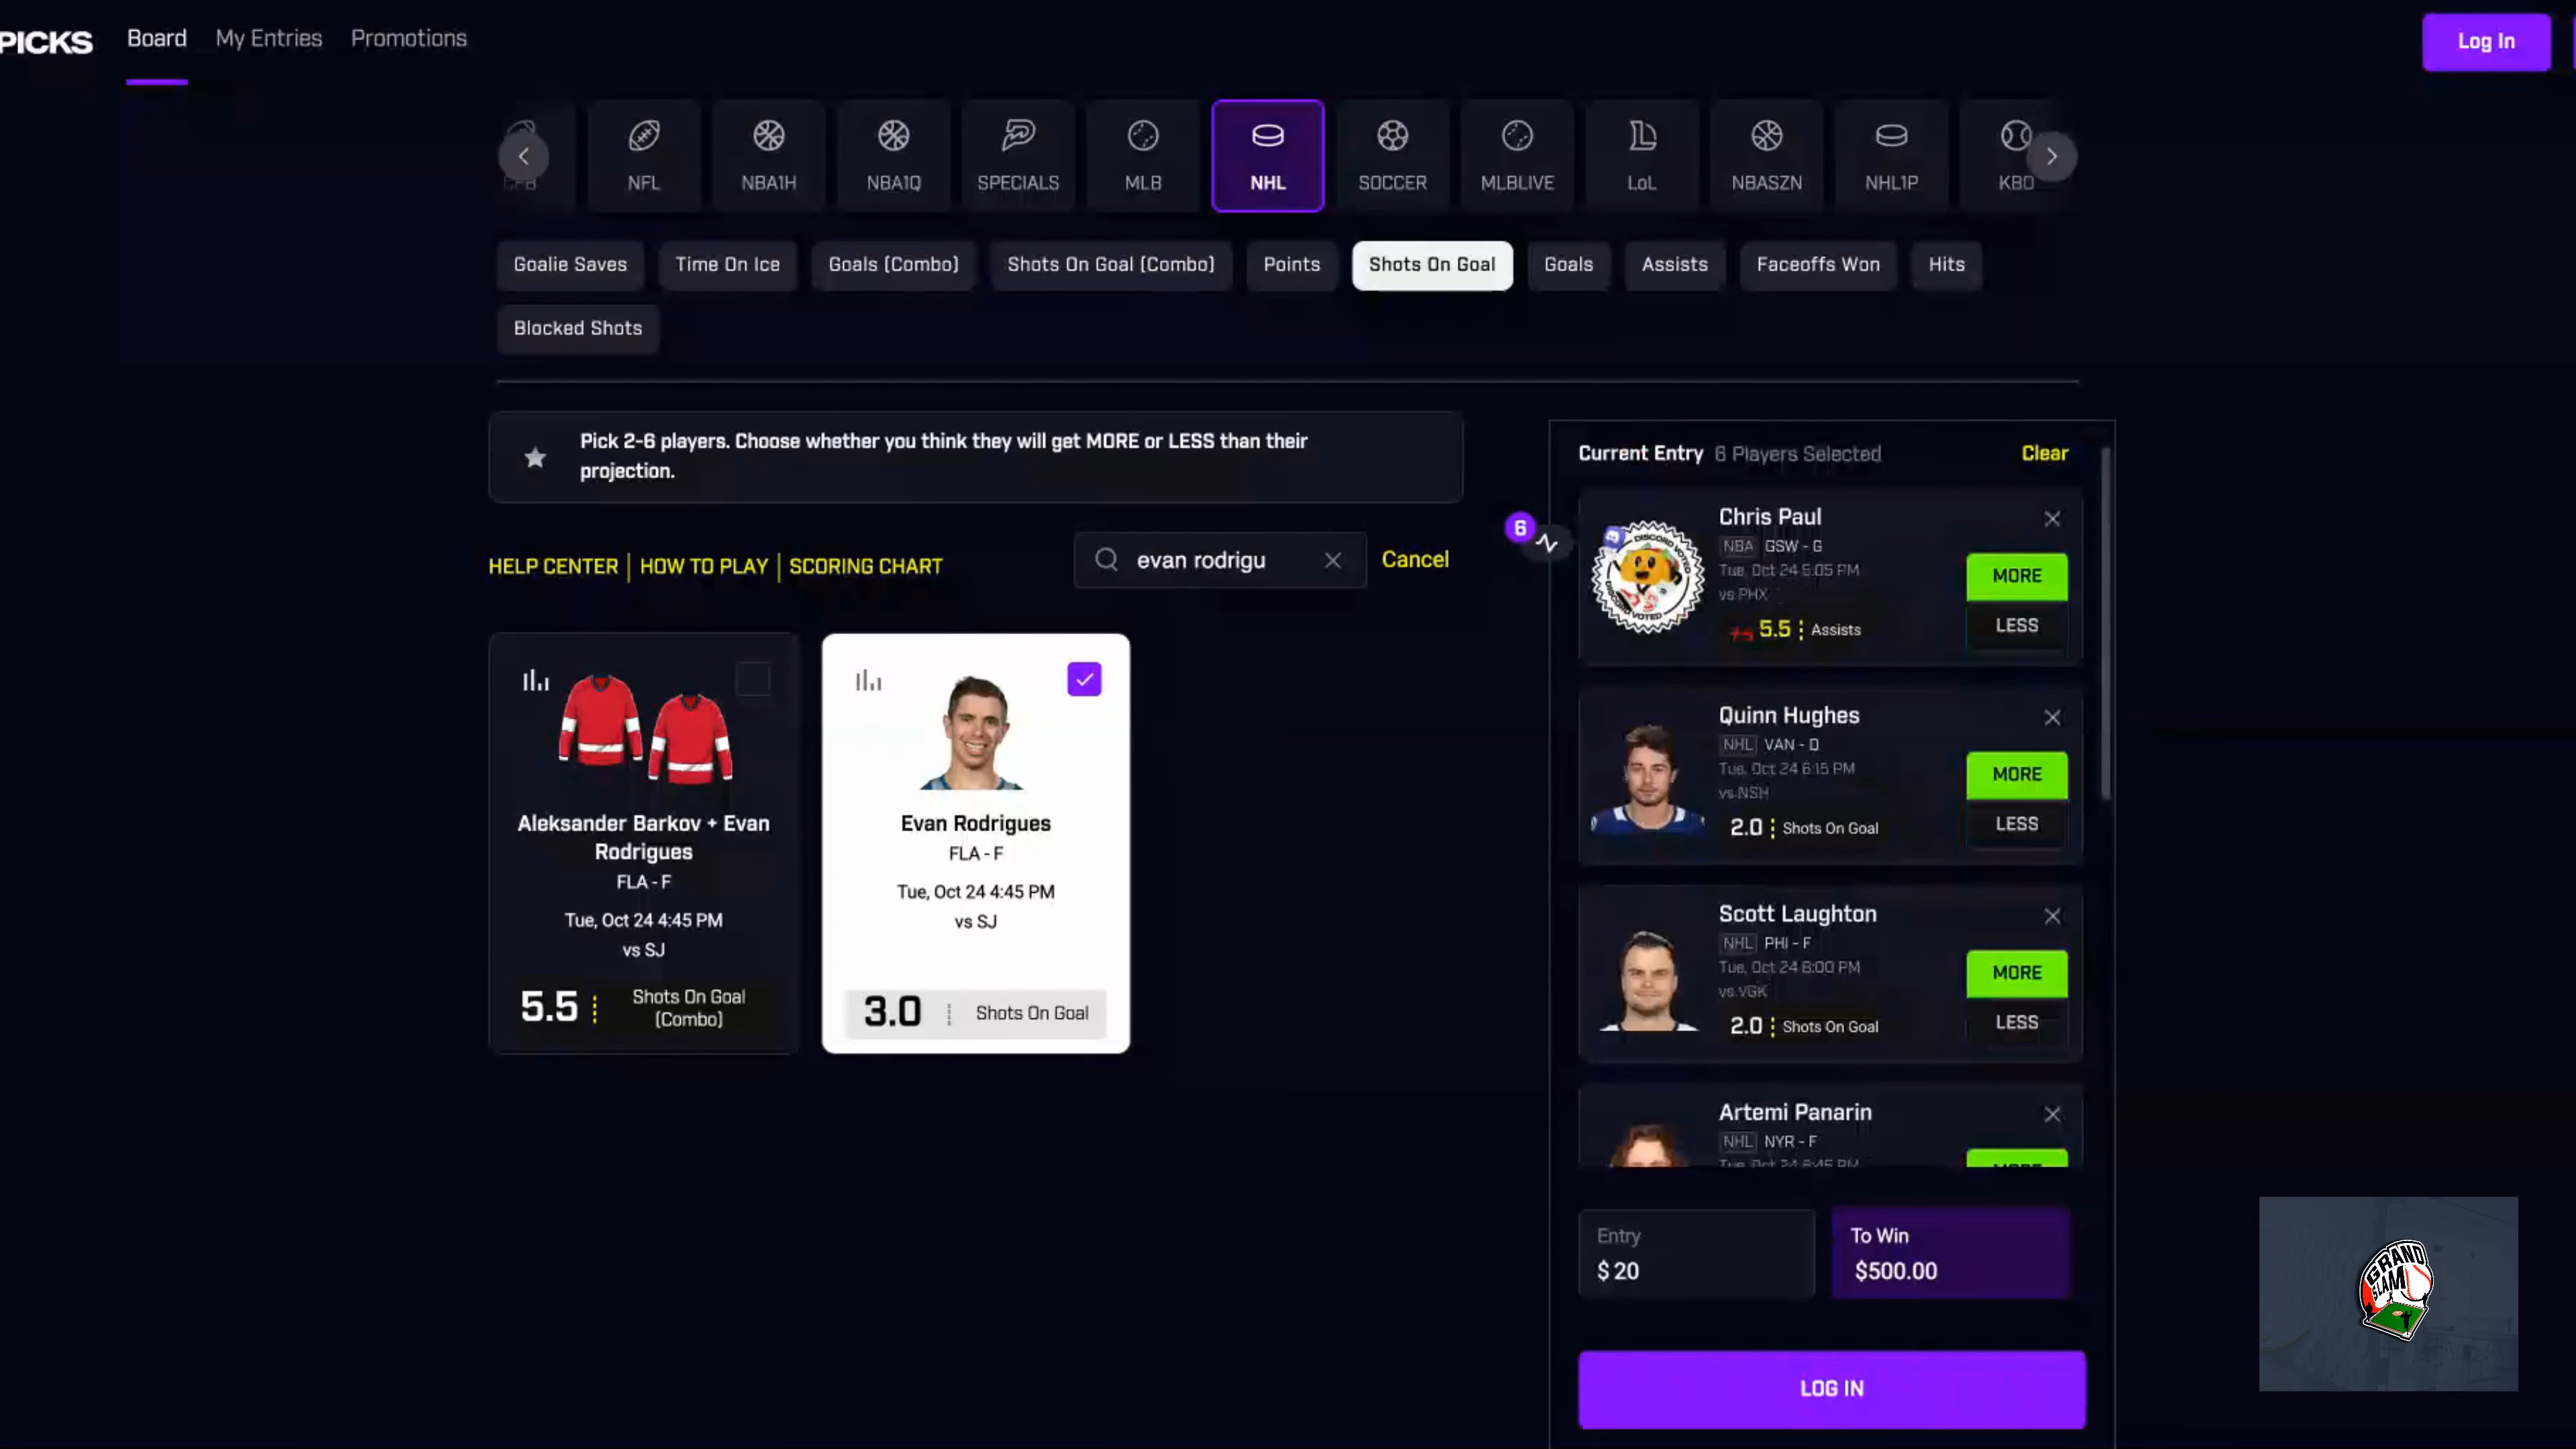 PICKS
Board
My Entries
Promotions
Log In
NFL
NBA1H
NBA1Q
SPECIALS
MLB
NHL
SOCCER
MLBLIVE
LoL
NBASZN
NHL1P
KBO
Goalie Saves
Time On Ice
Goals (Combo)
Shots On Goal (Combo)
Points
Shots On Goal
Goals
Assists
Faceoffs Won
Hits
Blocked Shots
Pick 2-6 players. Choose whether you think they will get MORE or LESS than their
projection.
HELP CENTER
HOW TO PLAY
SCORING CHART
evan rodrigu
Cancel
Aleksander Barkov + Evan
Rodrigues
FLA - F
Tue, Oct 24 4:45 PM
vs SJ
5.5
Shots On Goal
(Combo)
Evan Rodrigues
FLA - F
Tue, Oct 24 4:45 PM
vs SJ
3.0
Shots On Goal
Current Entry 6 Players Selected
Clear
6
DISCORD VOTED
DISCORD VOTED
Chris Paul
NBA GSW - G
Tue, Oct 24 5:05 PM
vs PHX
5.5 Assists
MORE
LESS
Quinn Hughes
NHL VAN - D
Tue, Oct 24 6:15 PM
vs NSH
2.0 Shots On Goal
MORE
LESS
Scott Laughton
NHL PHI - F
Tue, Oct 24 8:00 PM
vs VGK
2.0 Shots On Goal
MORE
LESS
Artemi Panarin
NHL NYR - F
Entry
$ 20
To Win
$500.00
LOG IN
GRAND
SLAM